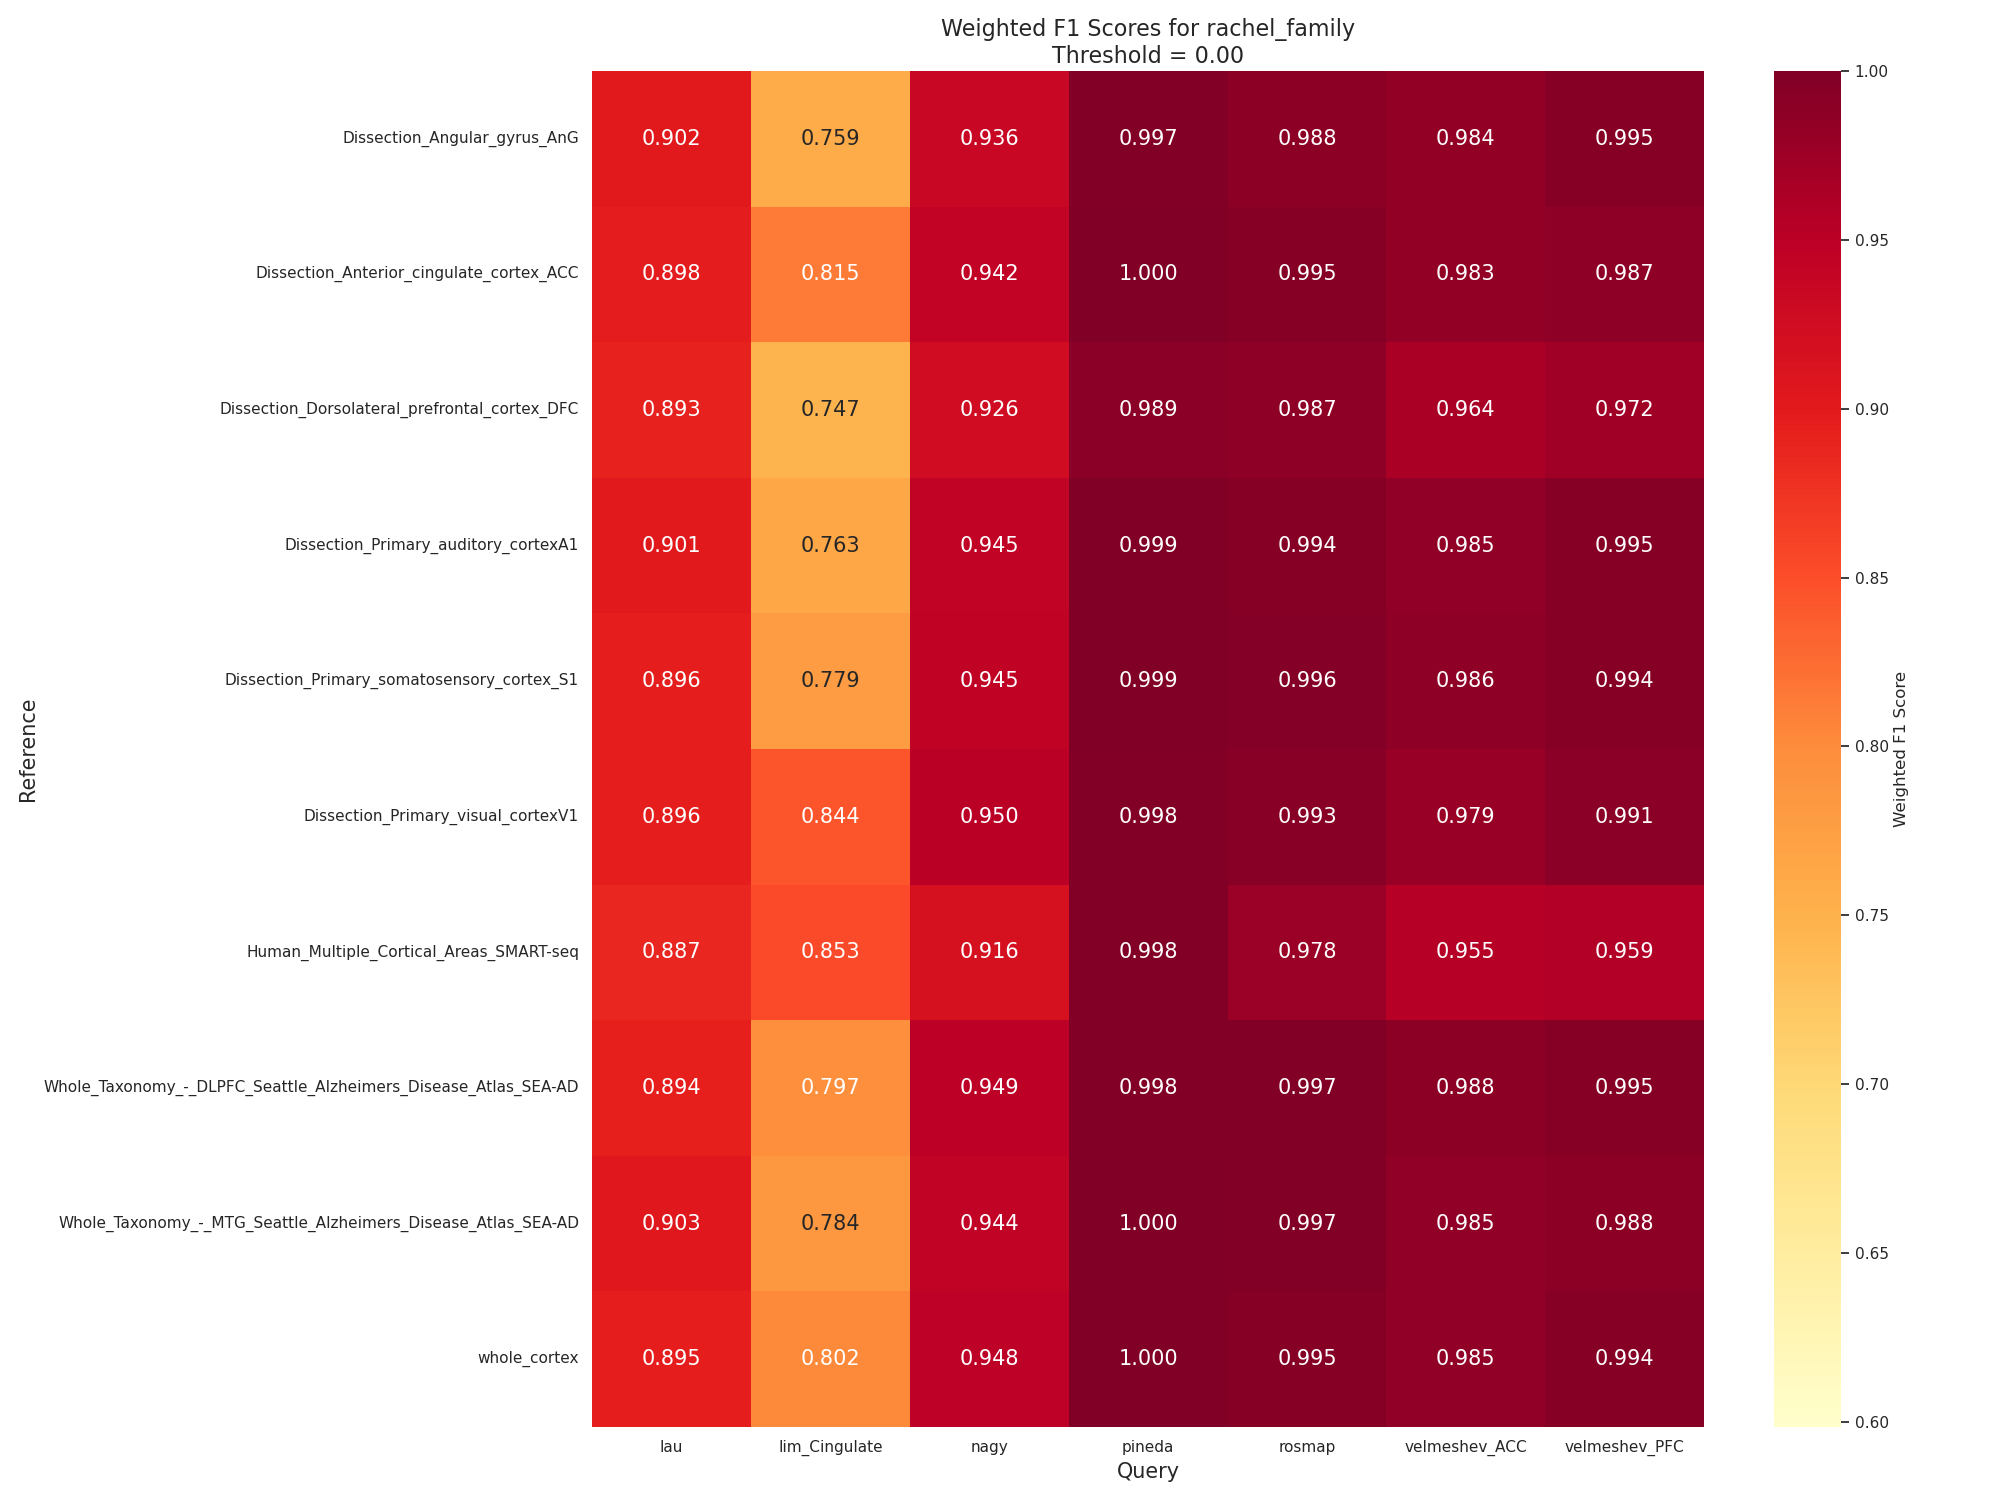 Weighted F1 Scores for rachel_family
Threshold = 0.00
Reference
Dissection_Angular_gyrus_AnG 0.902 0.759 0.936 0.997 0.988 0.984 0.995
Dissection_Anterior_cingulate_cortex_ACC 0.898 0.815 0.942 1.000 0.995 0.983 0.987
Dissection_Dorsolateral_prefrontal_cortex_DFC 0.893 0.747 0.926 0.989 0.987 0.964 0.972
Dissection_Primary_auditory_cortexA1 0.901 0.763 0.945 0.999 0.994 0.985 0.995
Dissection_Primary_somatosensory_cortex_S1 0.896 0.779 0.945 0.999 0.996 0.986 0.994
Dissection_Primary_visual_cortexV1 0.896 0.844 0.950 0.998 0.993 0.979 0.991
Human_Multiple_Cortical_Areas_SMART-seq 0.887 0.853 0.916 0.998 0.978 0.955 0.959
Whole_Taxonomy_-_DLPFC_Seattle_Alzheimers_Disease_Atlas_SEA-AD 0.894 0.797 0.949 0.998 0.997 0.988 0.995
Whole_Taxonomy_-_MTG_Seattle_Alzheimers_Disease_Atlas_SEA-AD 0.903 0.784 0.944 1.000 0.997 0.985 0.988
whole_cortex 0.895 0.802 0.948 1.000 0.995 0.985 0.994
lau lim_Cingulate nagy pineda rosmap velmeshev_ACC velmeshev_PFC
Query
1.00
0.95
0.90
0.85
0.80
0.75
0.70
0.65
0.60
Weighted F1 Score